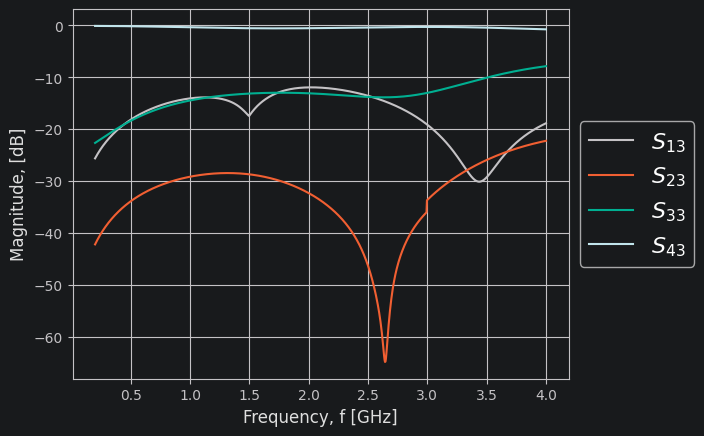 0
−10
−20
−30
−40
−50
−60
Magnitude, [dB]
0.5 1.0 1.5 2.0 2.5 3.0 3.5 4.0
Frequency, f [GHz]
S13
S23
S33
S43